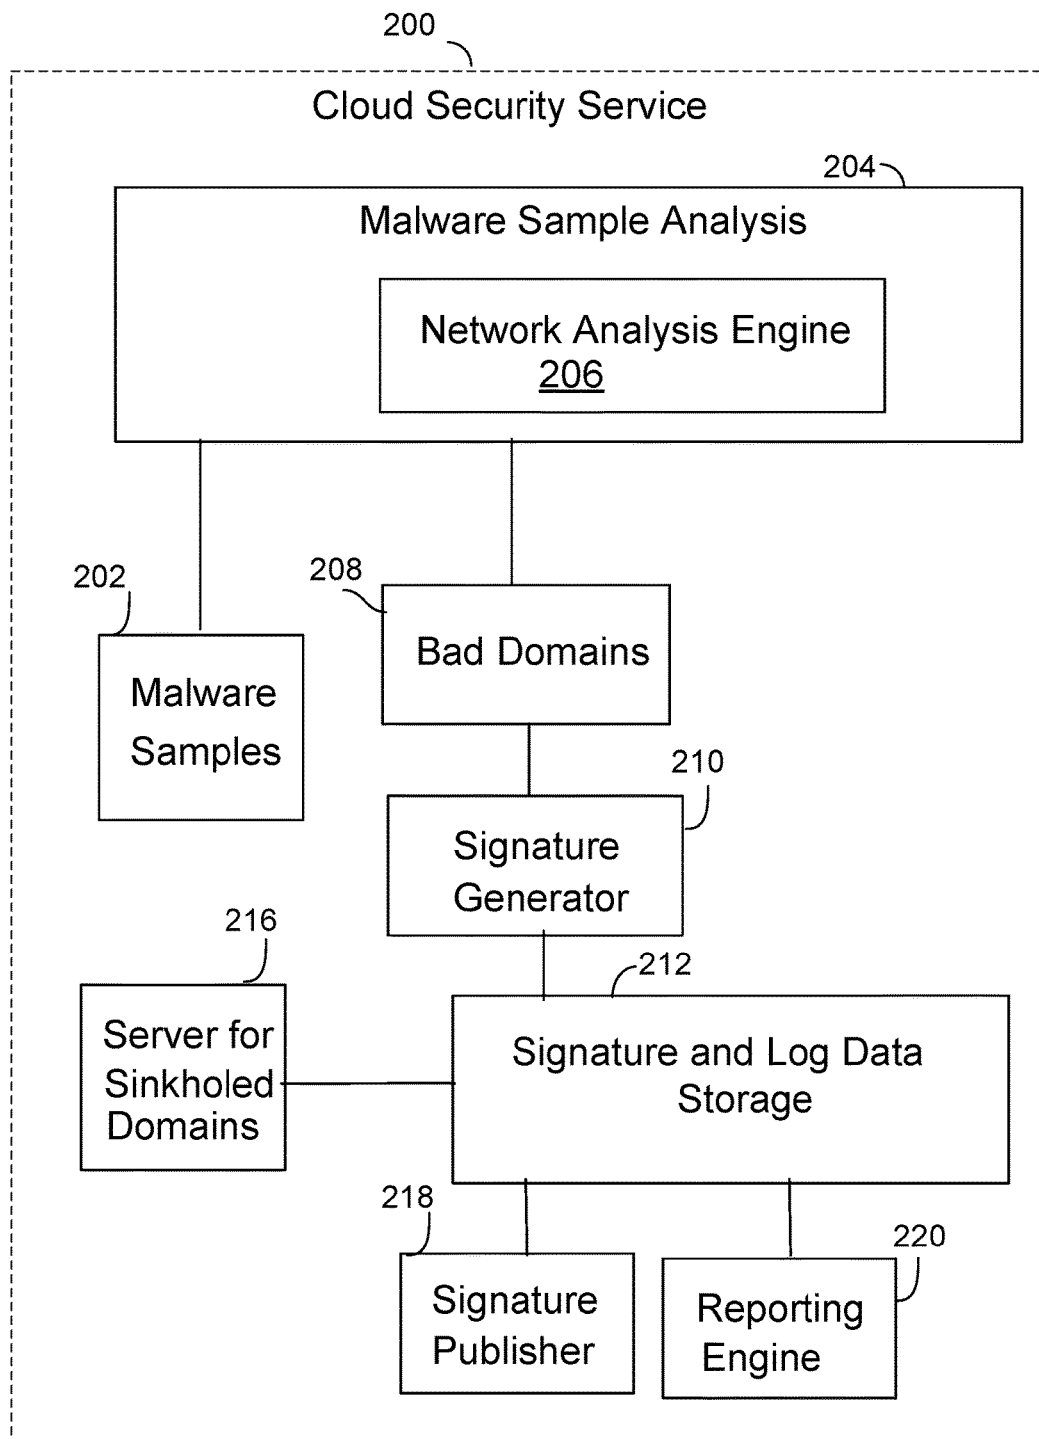 200
Cloud Security Service
204
Malware Sample Analysis
Network Analysis Engine
206
202
208
Bad Domains
Malware
Samples
210
Signature
Generator
216
212
Server for
Sinkholed
Domains
Signature and Log Data
Storage
218
220
Signature
Publisher
Reporting
Engine